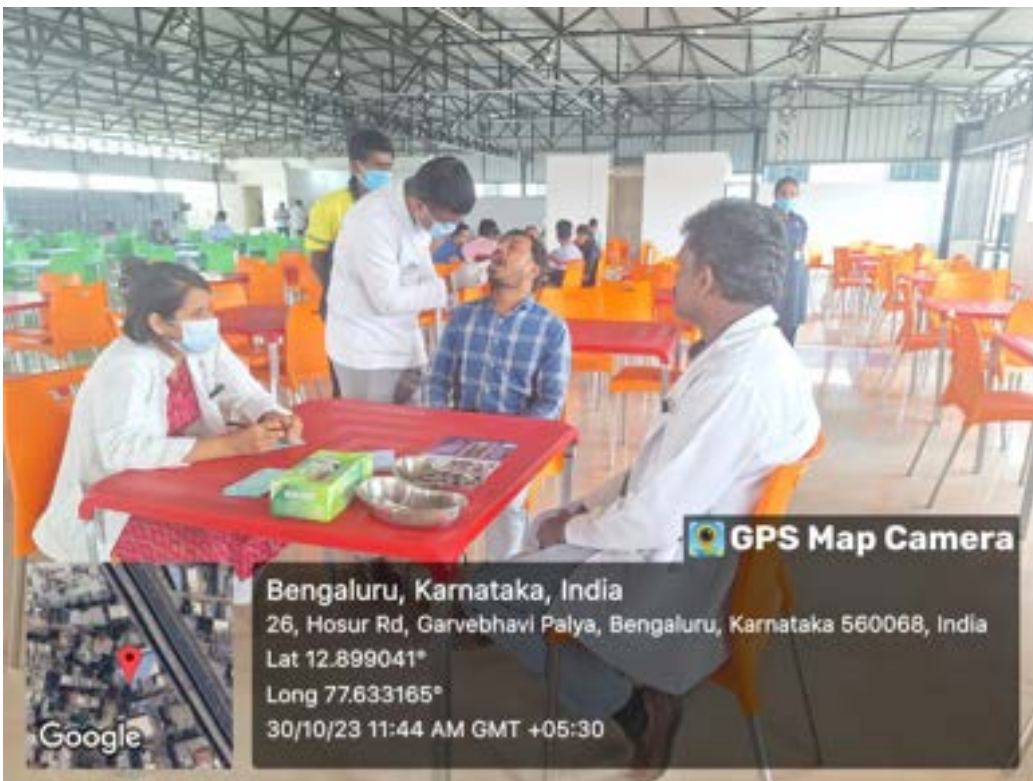 GPS Map Camera
Bengaluru, Karnataka, India
26, Hosur Rd, Garvebhavi Palya, Bengaluru, Karnataka 560068, India
Lat 12.899041°
Long 77.633165°
30/10/23 11:44 AM GMT +05:30
Google